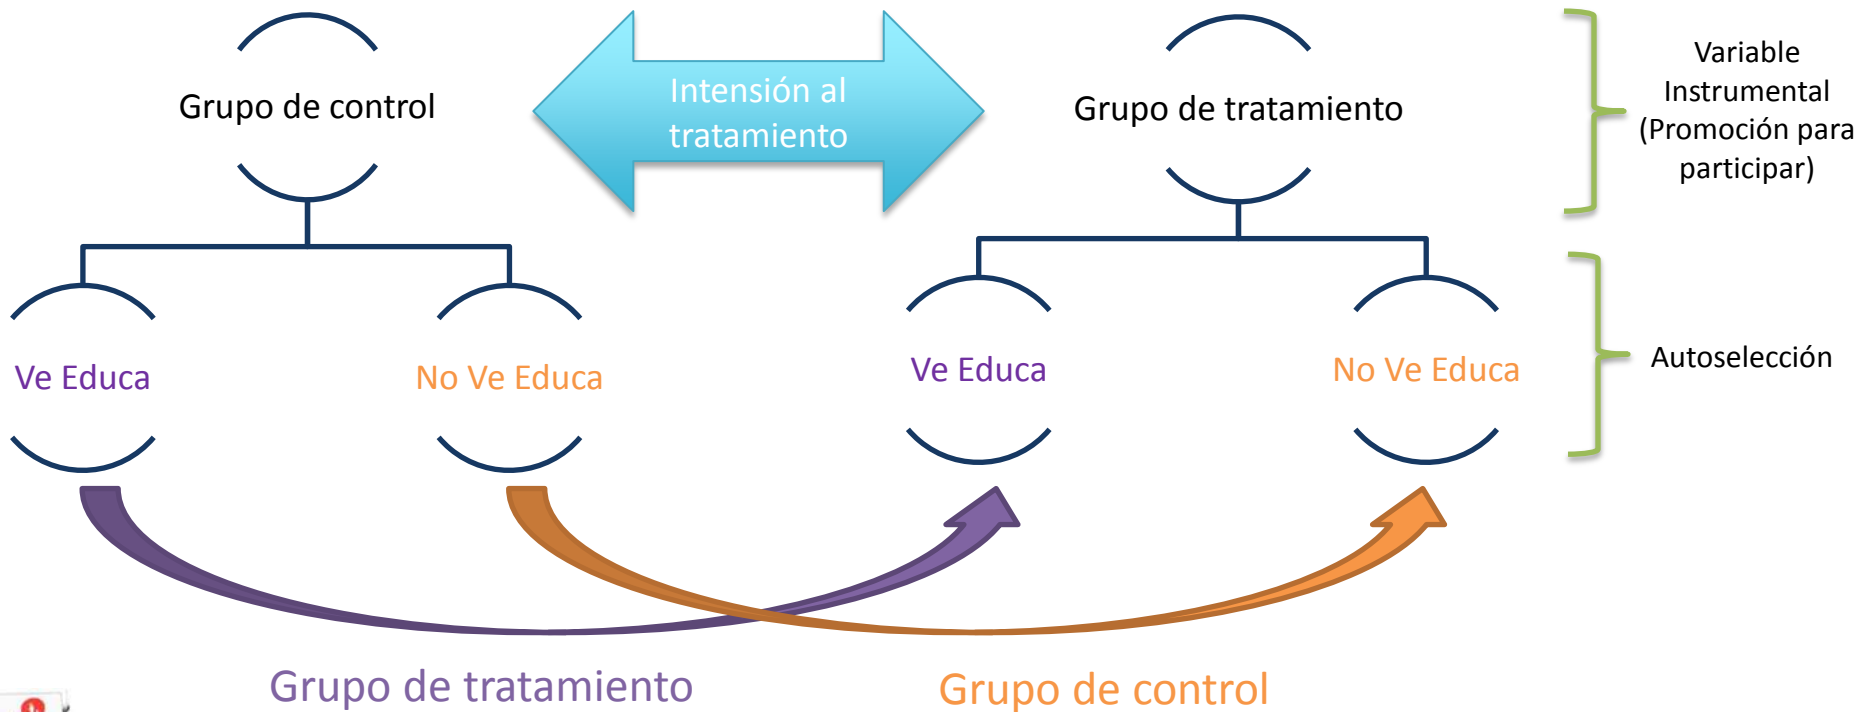 Grupo de control
Intensión al
tratamiento
Grupo de tratamiento
Variable
Instrumental
(Promoción para
participar)
Ve Educa
No Ve Educa
Ve Educa
No Ve Educa
Autoselección
Grupo de tratamiento
Grupo de control